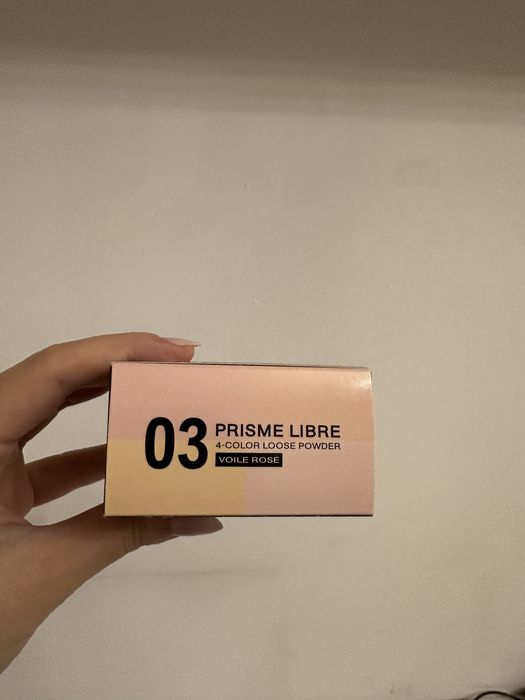 03
PRISME LIBRE
4-COLOR LOOSE POWDER
VOILE ROSÉ